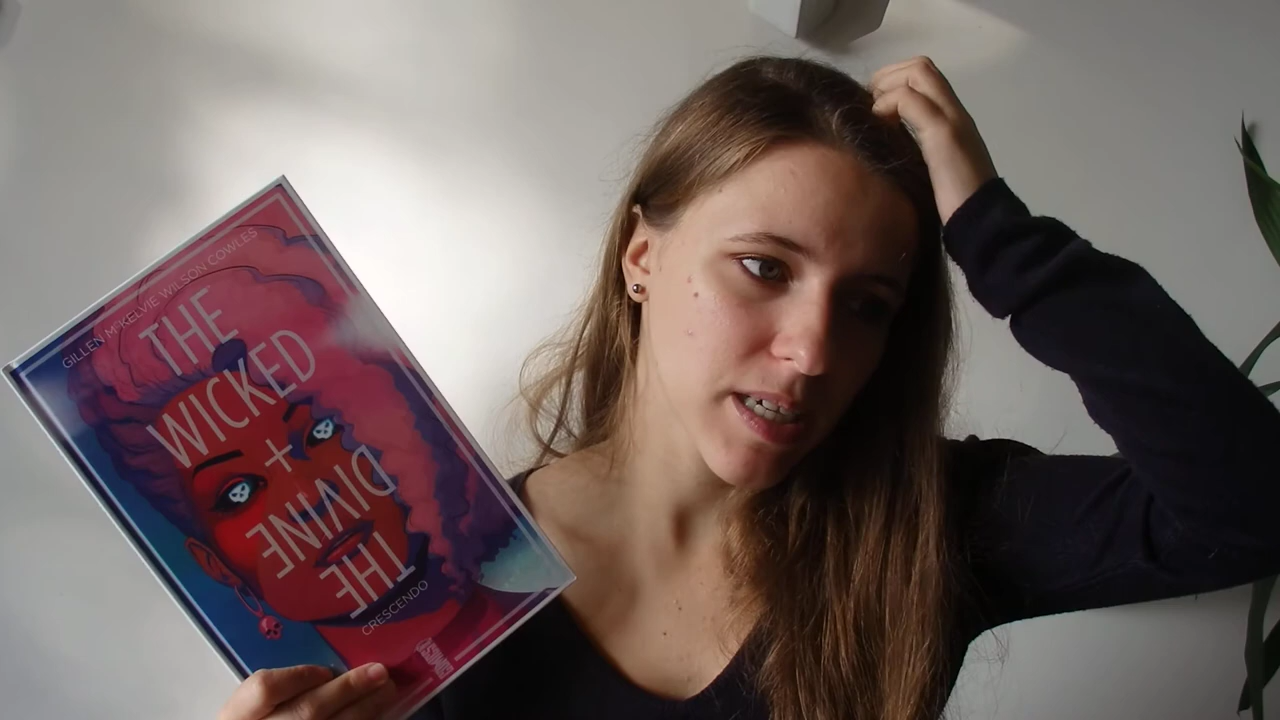 GILLEN McKELVIE WILSON COWLES
THE
WICKED
+
DIVINE
THE
CRESCENDO